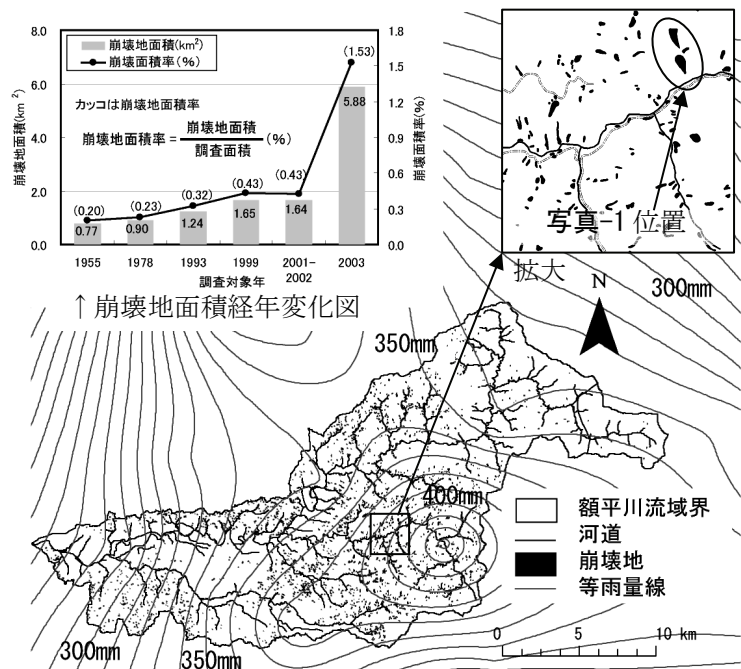 8.0
6.0
4.0
2.0
0.0
崩壊地面積(km²)
崩壊地面積(km²)
崩壊面積率(%)
カッコは崩壊地面積率
崩壊地面積率=崩壊地面積/調査面積(%)
(0.20)
(0.23)
(0.32)
(0.43)
(0.43)
(1.53)
0.77
0.90
1.24
1.65
1.64
5.88
1.8
1.5
1.2
0.9
0.6
0.3
0.0
崩壊面積率(%)
1955
1978
1993
1999
2001-
2002
2003
調査対象年
↑崩壊地面積経年変化図
写真-1 位置
拡大
N
300mm
350mm
400mm
額平川流域界
河道
崩壊地
等雨量線
300mm
350mm
0 5 10 km